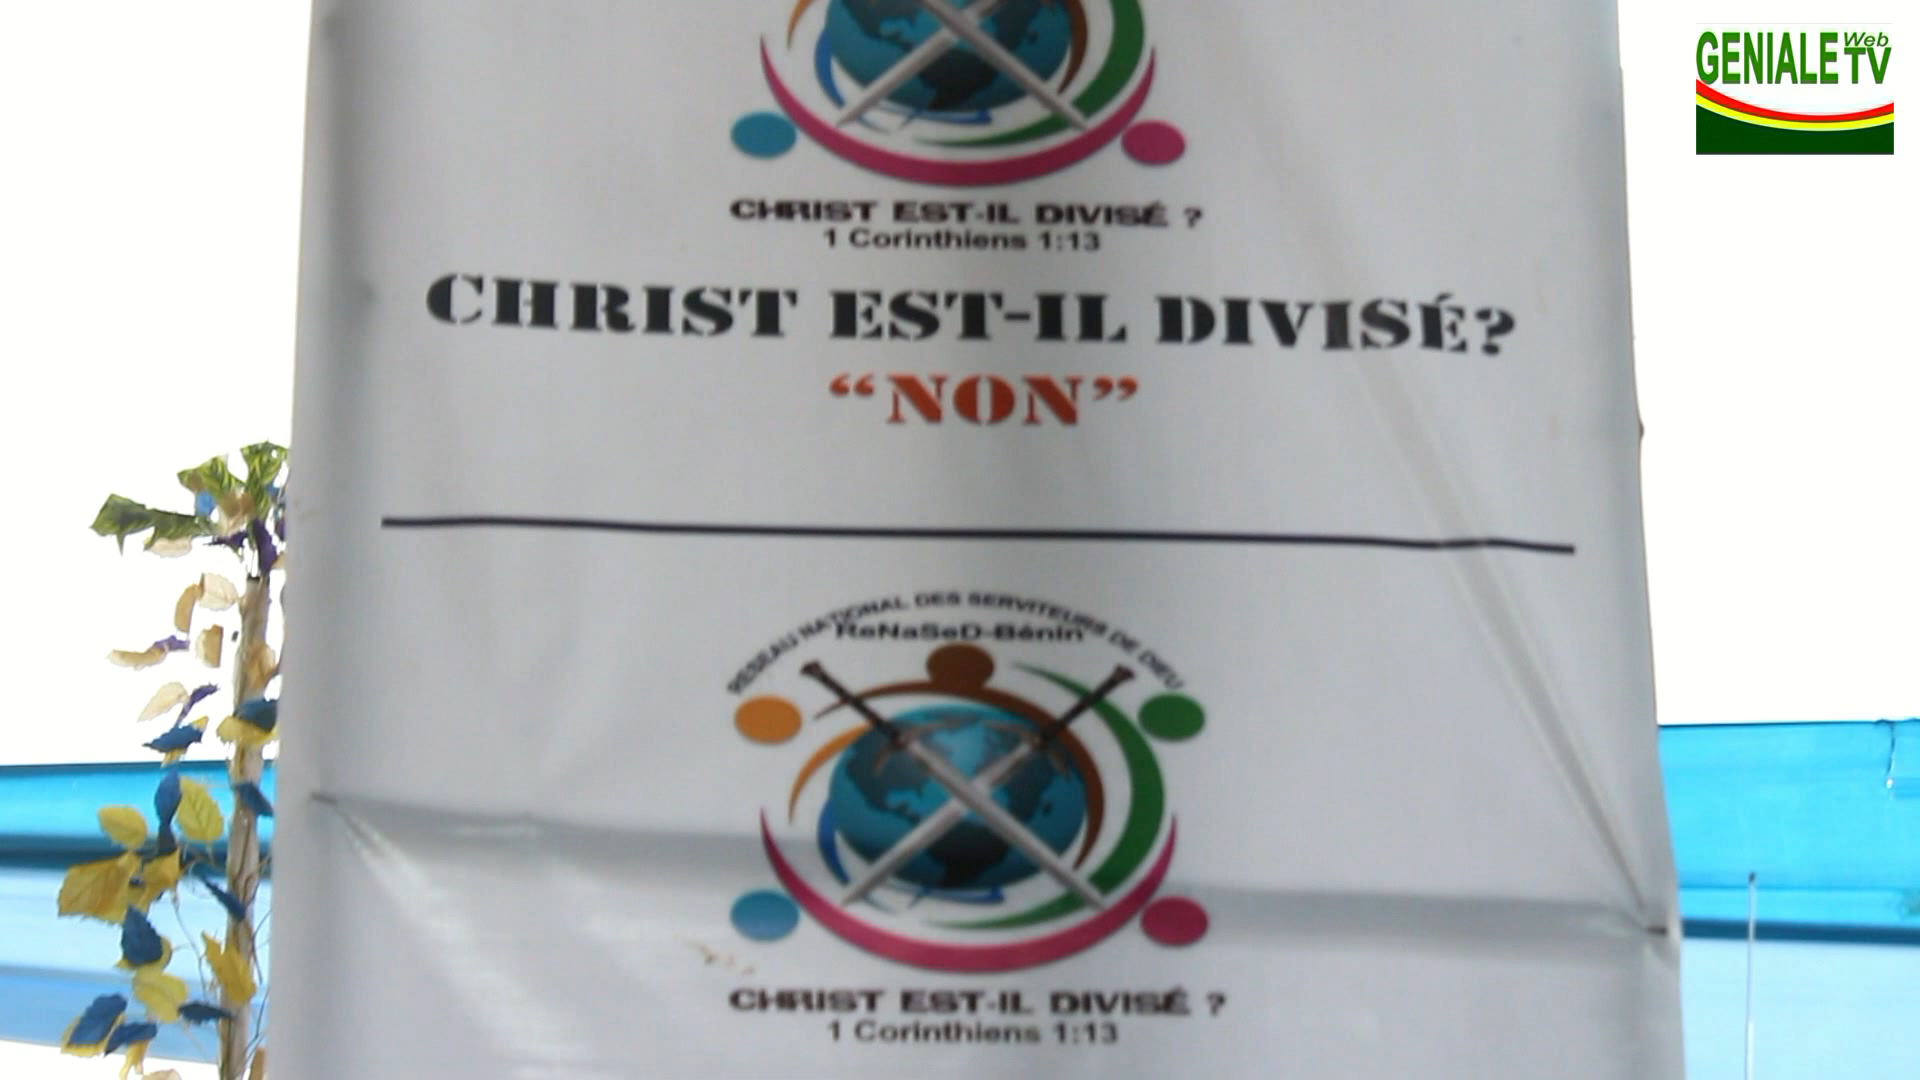 GENIALE Web TV
CHRIST EST-IL DIVISÉ ?
1 Corinthiens 1:13
CHRIST EST-IL DIVISÉ?
“NON”
RESEAU NATIONAL DES SERVITEURS DE DIEU
ReNaSeD-Bénin
CHRIST EST-IL DIVISÉ ?
1 Corinthiens 1:13